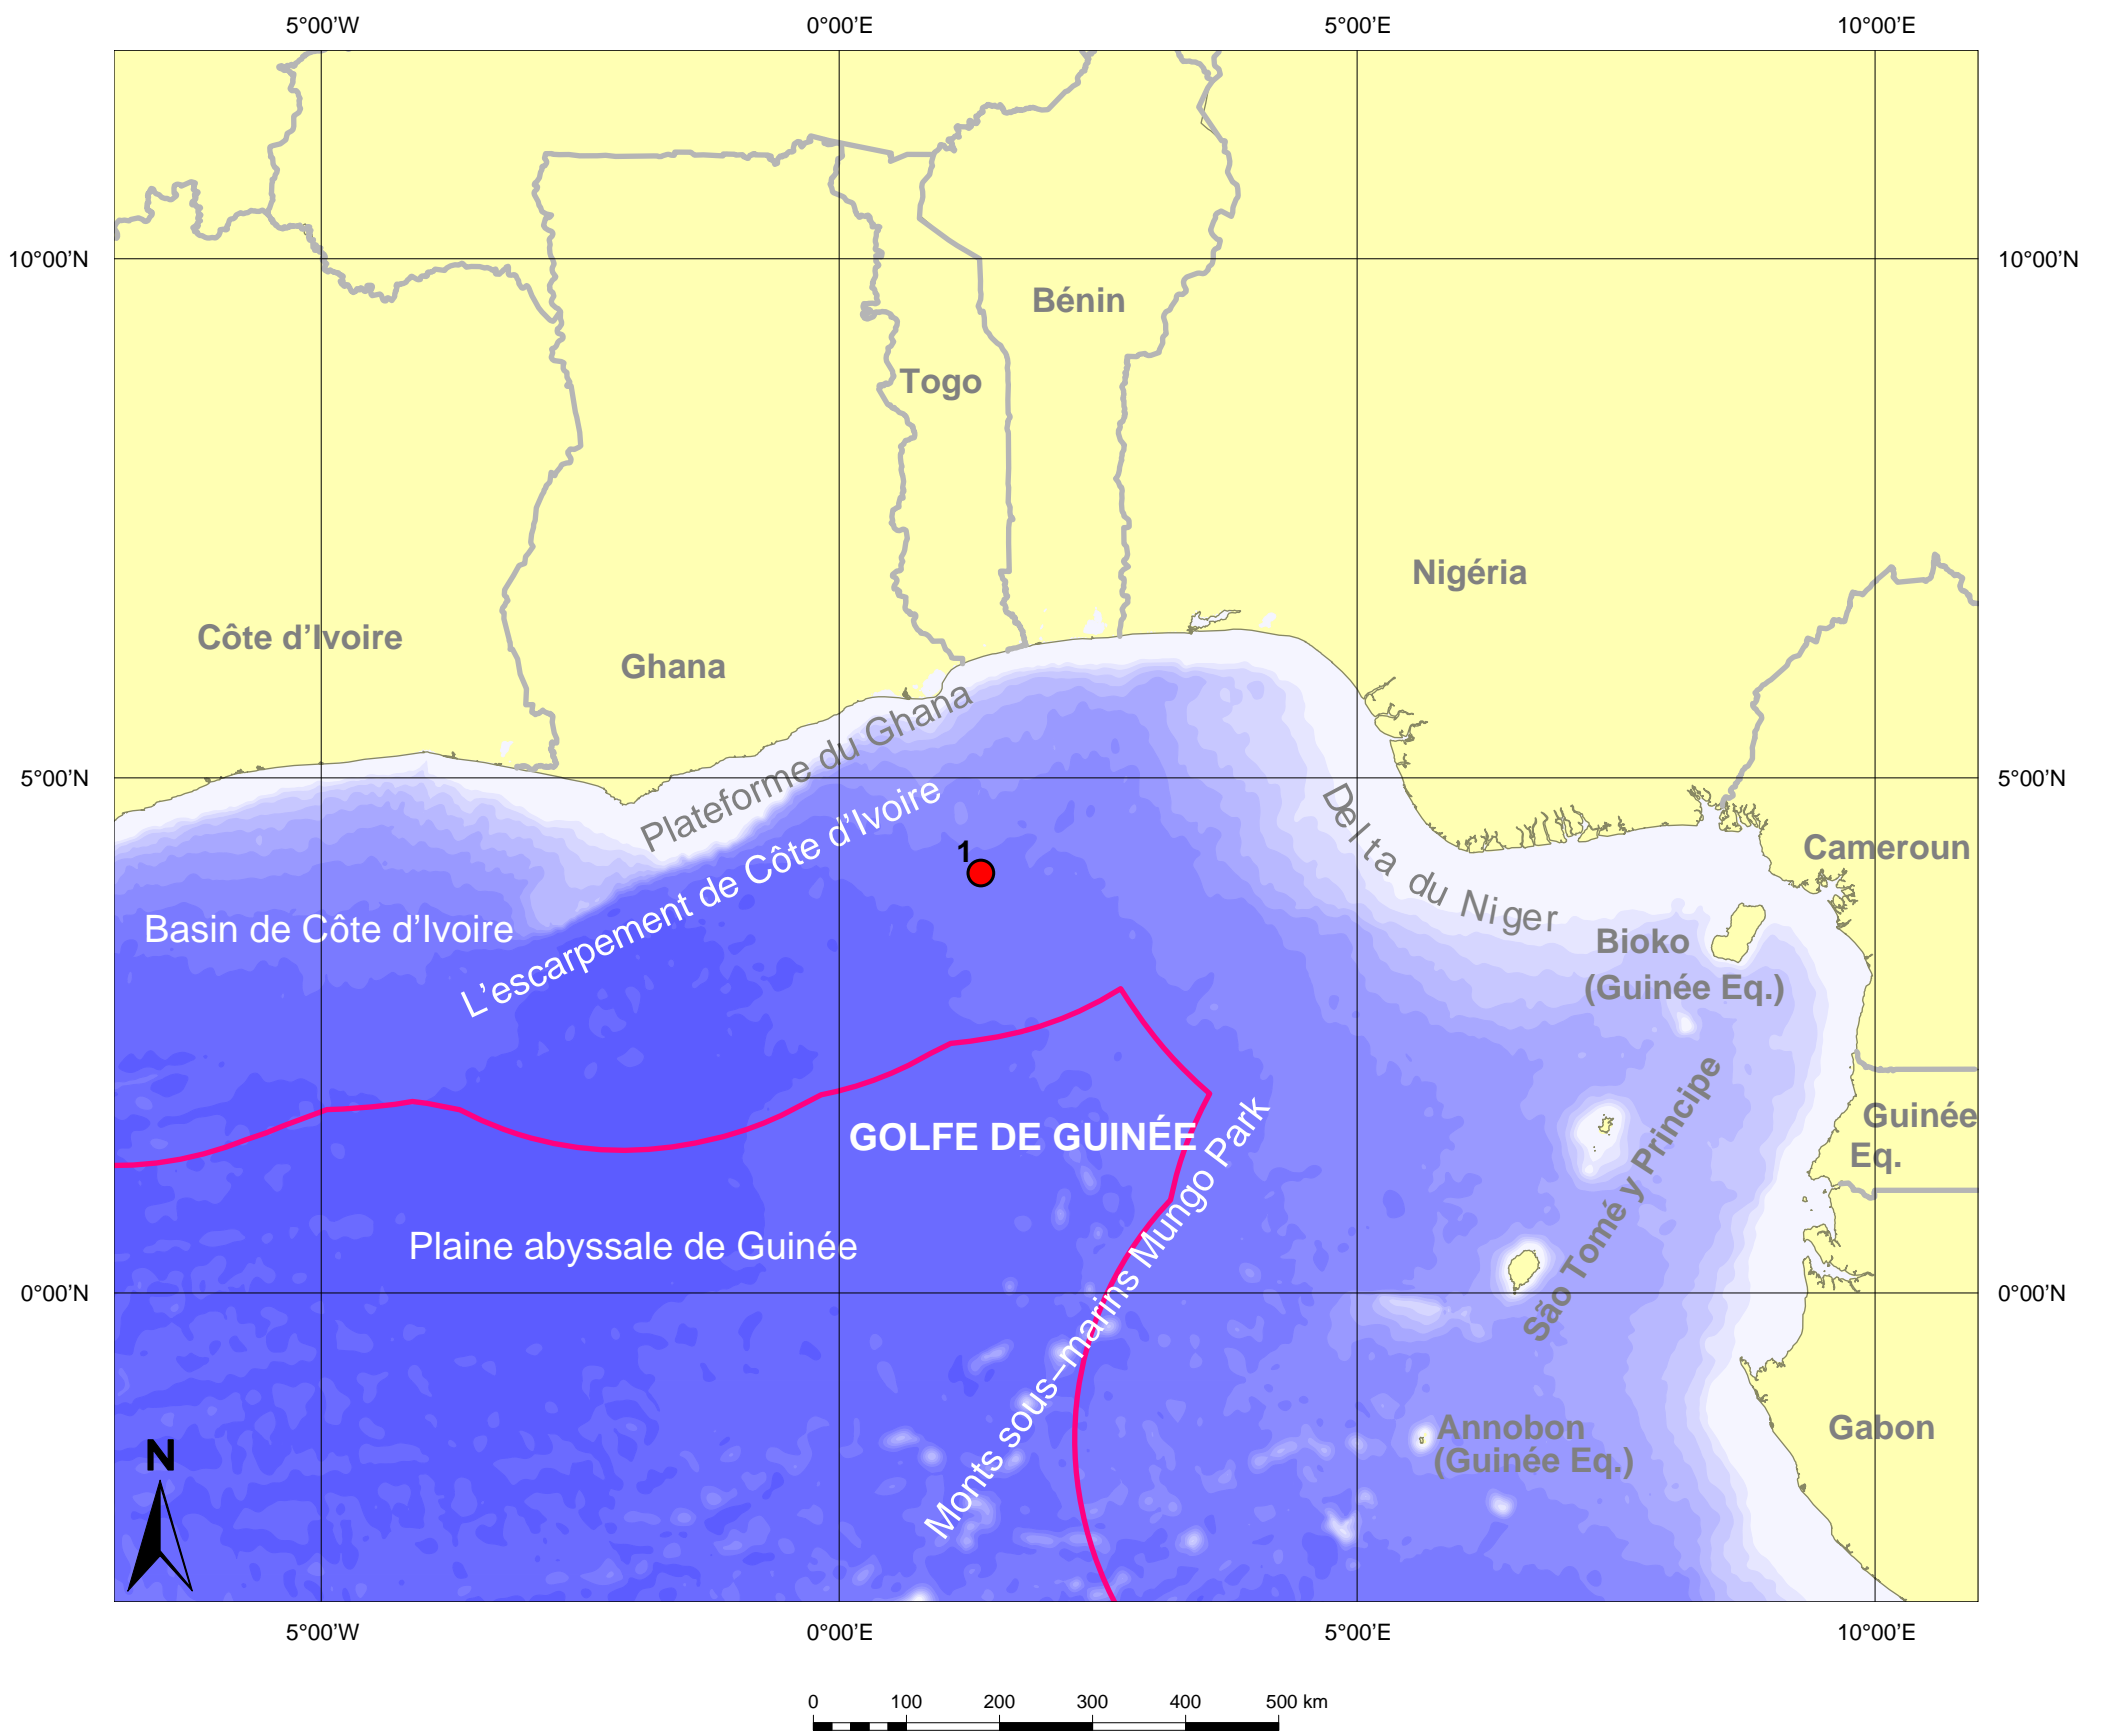 5°00'W 0°00'E 5°00'E 10°00'E
10°00'N 10°00'N
Bénin
Togo
Nigéria
Côte d'Ivoire
Ghana
Plateforme du Ghana
5°00'N 5°00'N
L'escarpement de Côte d'Ivoire
Delta du Niger
1
Cameroun
Basin de Côte d'Ivoire
Bioko
(Guinée Eq.)
GOLFE DE GUINÉE
Guinée
Eq.
Monts sous-marins Mungo Park
São Tomé y Principe
Plaine abyssale de Guinée
0°00'N 0°00'N
Annobon
(Guinée Eq.)
Gabon
N
5°00'W 0°00'E 5°00'E 10°00'E
0 100 200 300 400 500 km